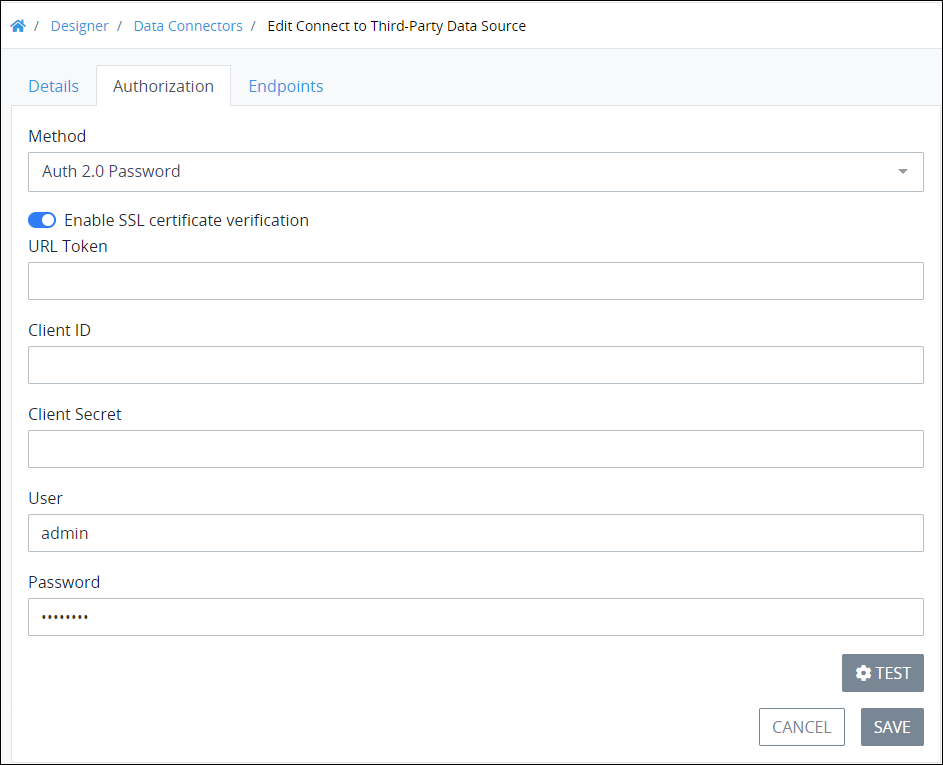 / Designer / Data Connectors / Edit Connect to Third-Party Data Source
Details Authorization Endpoints
Method
Auth 2.0 Password
Enable SSL certificate verification
URL Token
Client ID
Client Secret
User
admin
Password
••••••••
TEST
CANCEL SAVE